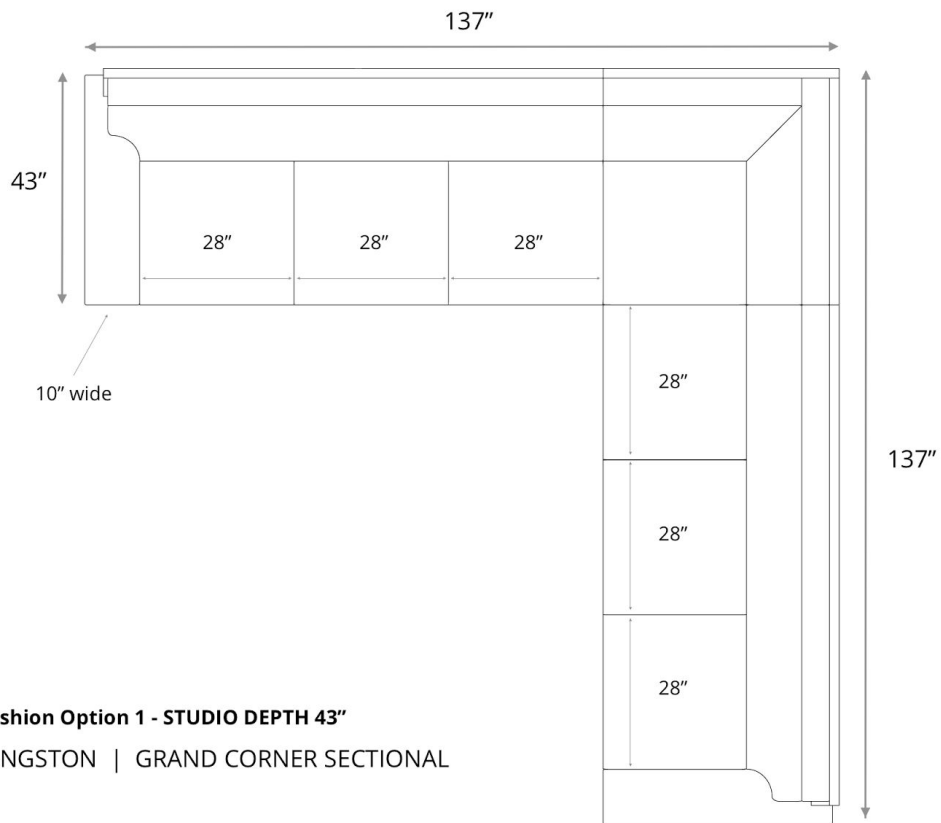 137”
43”
28” 28” 28”
10” wide
28”
137”
28”
28”
shion Option 1 - STUDIO DEPTH 43”
NGSTON | GRAND CORNER SECTIONAL